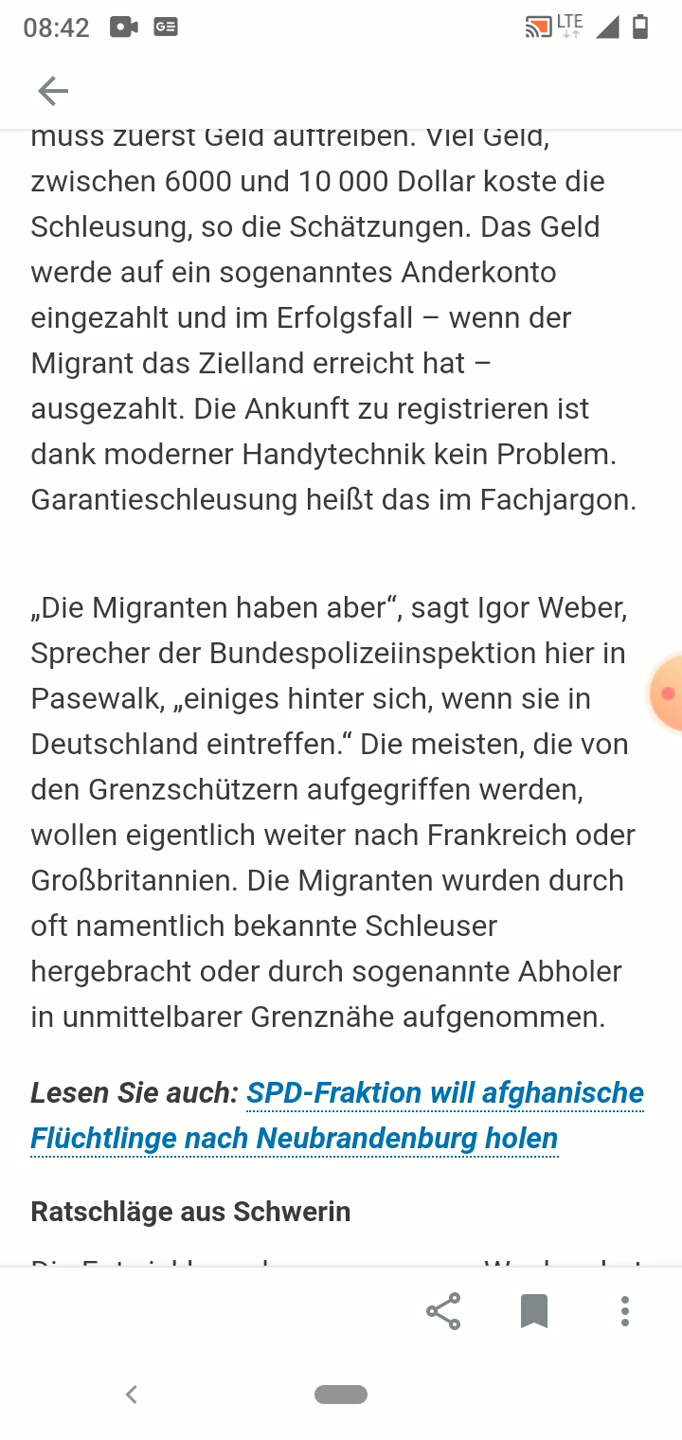 08:42
GE
LTE
muss zuerst Geld auftreiben. Viel Geld,
zwischen 6000 und 10 000 Dollar koste die
Schleusung, so die Schätzungen. Das Geld
werde auf ein sogenanntes Anderkonto
eingezahlt und im Erfolgsfall – wenn der
Migrant das Zielland erreicht hat –
ausgezahlt. Die Ankunft zu registrieren ist
dank moderner Handytechnik kein Problem.
Garantieschleusung heißt das im Fachjargon.
„Die Migranten haben aber“, sagt Igor Weber,
Sprecher der Bundespolizeiinspektion hier in
Pasewalk, „einiges hinter sich, wenn sie in
Deutschland eintreffen.“ Die meisten, die von
den Grenzschützern aufgegriffen werden,
wollen eigentlich weiter nach Frankreich oder
Großbritannien. Die Migranten wurden durch
oft namentlich bekannte Schleuser
hergebracht oder durch sogenannte Abholer
in unmittelbarer Grenznähe aufgenommen.
Lesen Sie auch: SPD-Fraktion will afghanische
Flüchtlinge nach Neubrandenburg holen
Ratschläge aus Schwerin